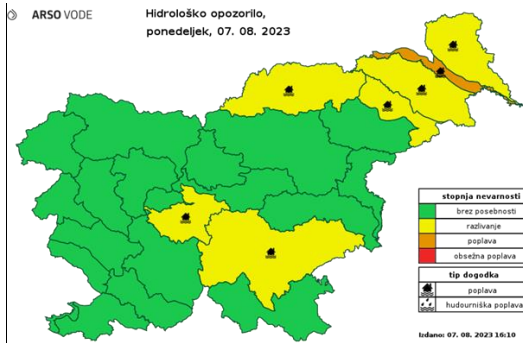 ARSO VODE
Hidrološko opozorilo,
ponedeljek, 07. 08. 2023
stopnja nevarnosti
brez posebnosti
razlivanje
poplava
obsežna poplava
tip dogodka
poplava
hudourniška poplava
Izdano: 07. 08. 2023 16:10